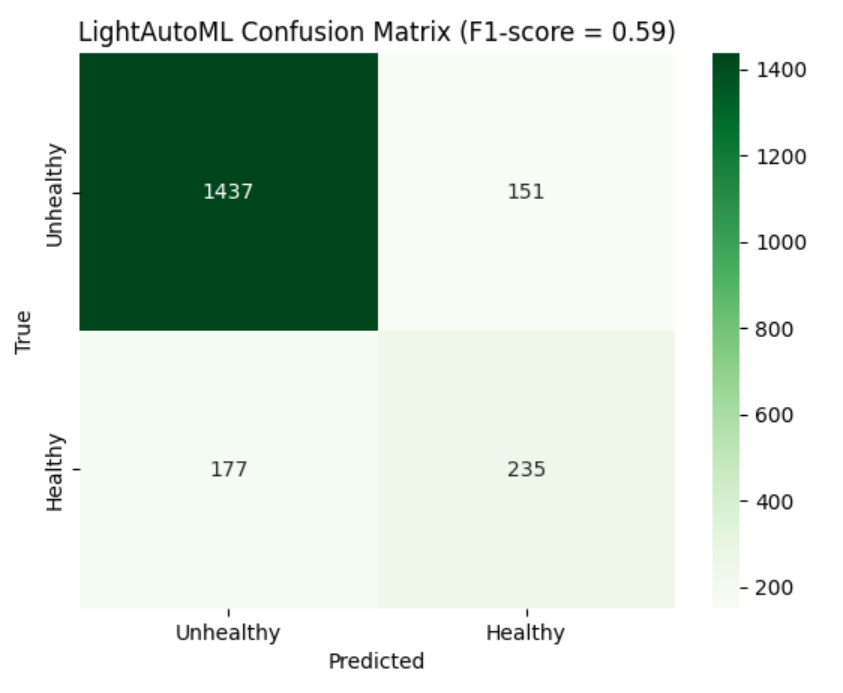 LightAutoML Confusion Matrix (F1-score = 0.59)
Unhealthy
1437
151
True
Healthy
177
235
Unhealthy
Healthy
Predicted
1400
1200
1000
800
600
400
200